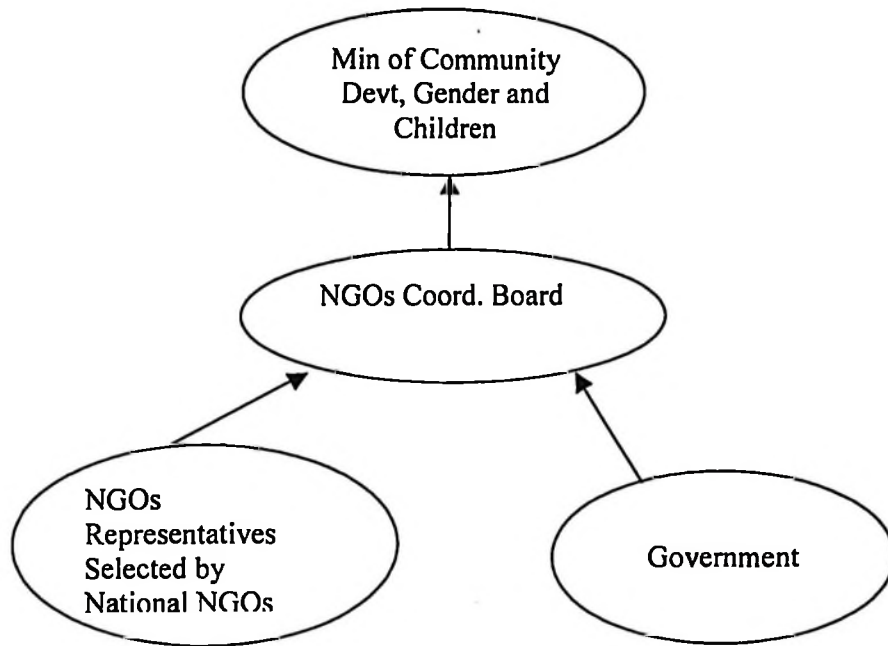 Min of Community
Devt, Gender and
Children
NGOs Coord. Board
NGOs
Representatives
Selected by
National NGOs
Government